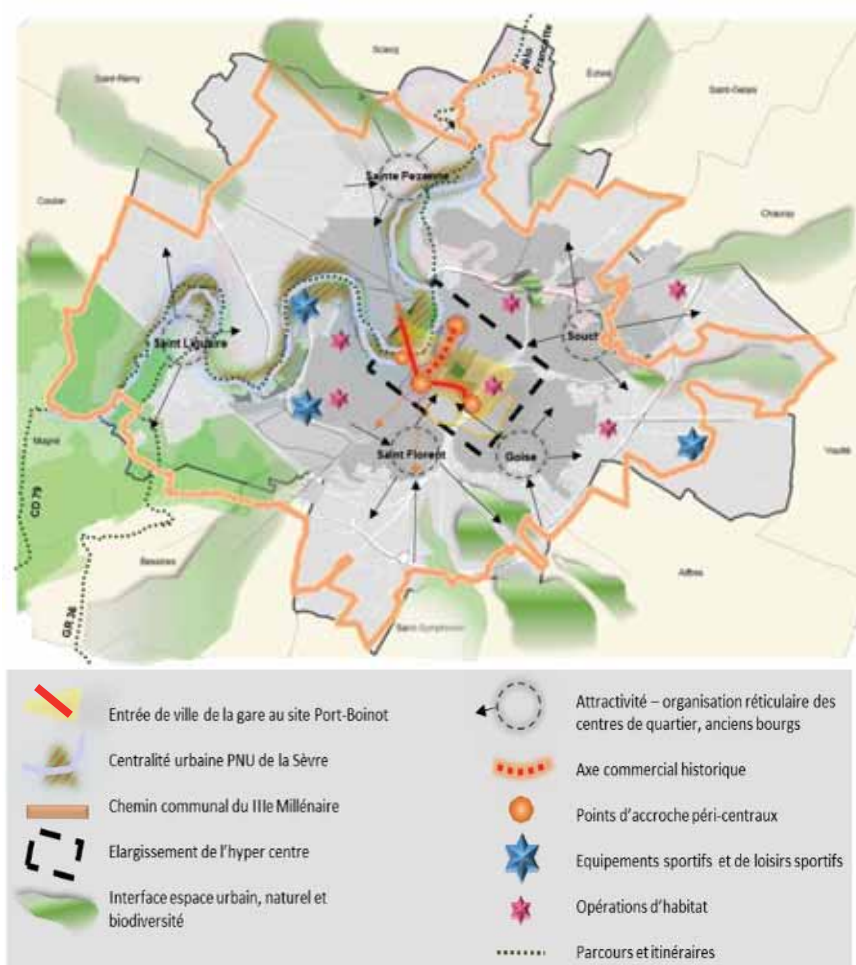 Sciecq
Vélo
Francette
Saint-Rémy
Echiré
Saint-Gelais
Sainte Pezenne
Coulon
Chauray
Souché
Saint Liguaire
Magné
Saint Florent
Goise
Vouillé
CD 79
Bessines
Aiffres
GR 36
Saint-Symphorien
Entrée de ville de la gare au site Port-Boinot
Centralité urbaine PNU de la Sèvre
Chemin communal du IIIe Millénaire
Elargissement de l'hyper centre
Interface espace urbain, naturel et
biodiversité
Attractivité – organisation réticulaire des
centres de quartier, anciens bourgs
Axe commercial historique
Points d'accroche péri-centraux
Equipements sportifs et de loisirs sportifs
Opérations d'habitat
Parcours et itinéraires